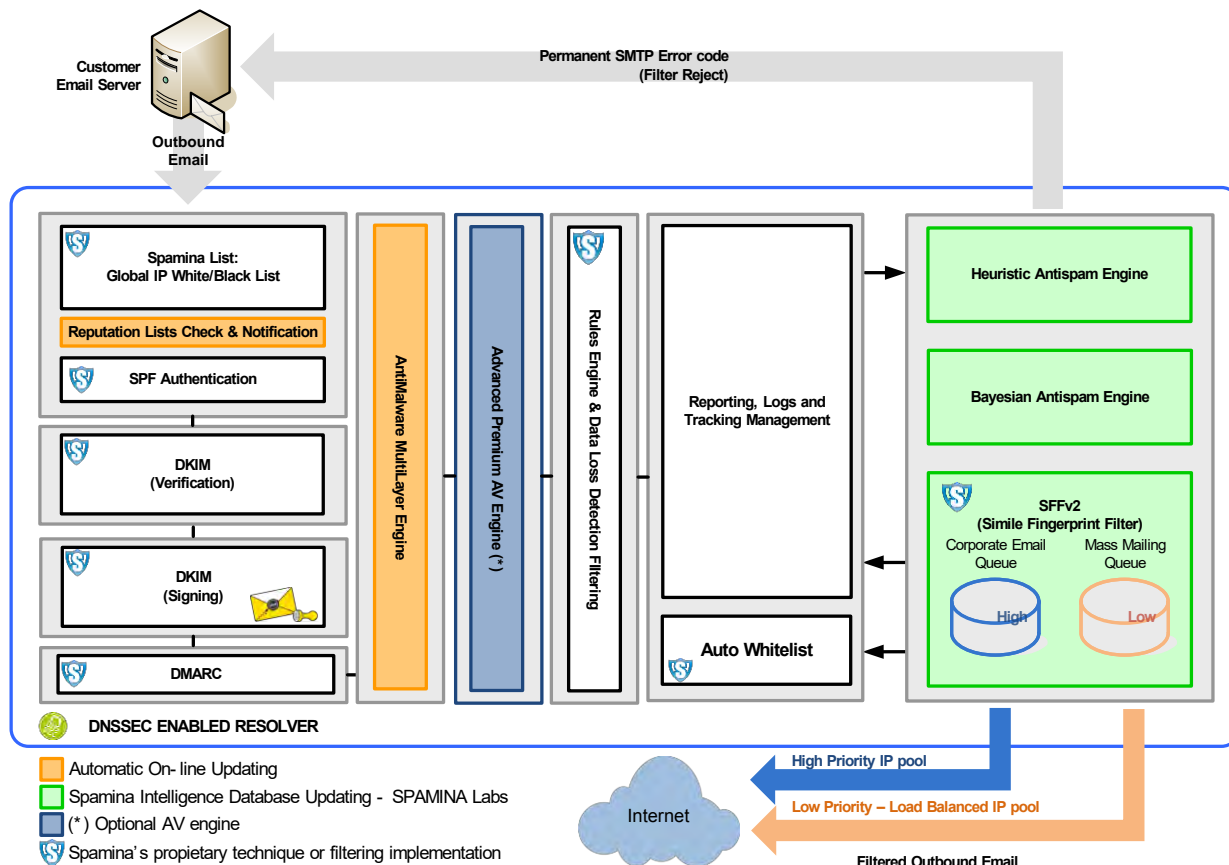 Permanent SMTP Error code
(Filter Reject)
Customer
Email Server
Outbound
Email
Spamina List:
Global IP White/Black List
Reputation Lists Check & Notification
SPF Authentication
DKIM
(Verification)
DKIM
(Signing)
DMARC
DNSSEC ENABLED RESOLVER
AntiMalware MultiLayer Engine
Advanced Premium AV Engine (*)
Rules Engine & Data Loss Detection FIltering
Reporting, Logs and
Tracking Management
Auto Whitelist
Heuristic Antispam Engine
Bayesian Antispam Engine
SFFv2
(Simile Fingerprint Filter)
Corporate Email
Queue
Mass Mailing
Queue
High
Low
Automatic On-line Updating
Spamina Intelligence Database Updating - SPAMINA Labs
(*) Optional AV engine
Spamina's propietary technique or filtering implementation
Internet
High Priority IP pool
Low Priority – Load Balanced IP pool
Filtered Outbound Email